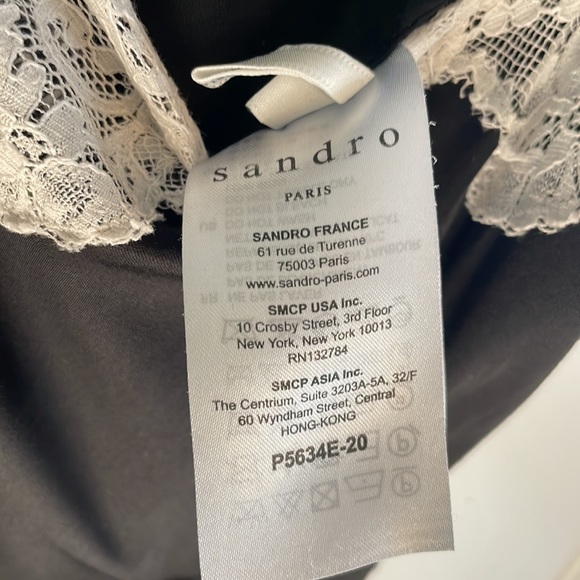 sandro
PARIS
SANDRO FRANCE
61 rue de Turenne
75003 Paris
www.sandro-paris.com
SMCP USA Inc.
10 Crosby Street, 3rd Floor
New York, New York 10013
RN132784
SMCP ASIA Inc.
The Centrium, Suite 3203A-5A, 32/F
60 Wyndham Street, Central
HONG-KONG
P5634E-20